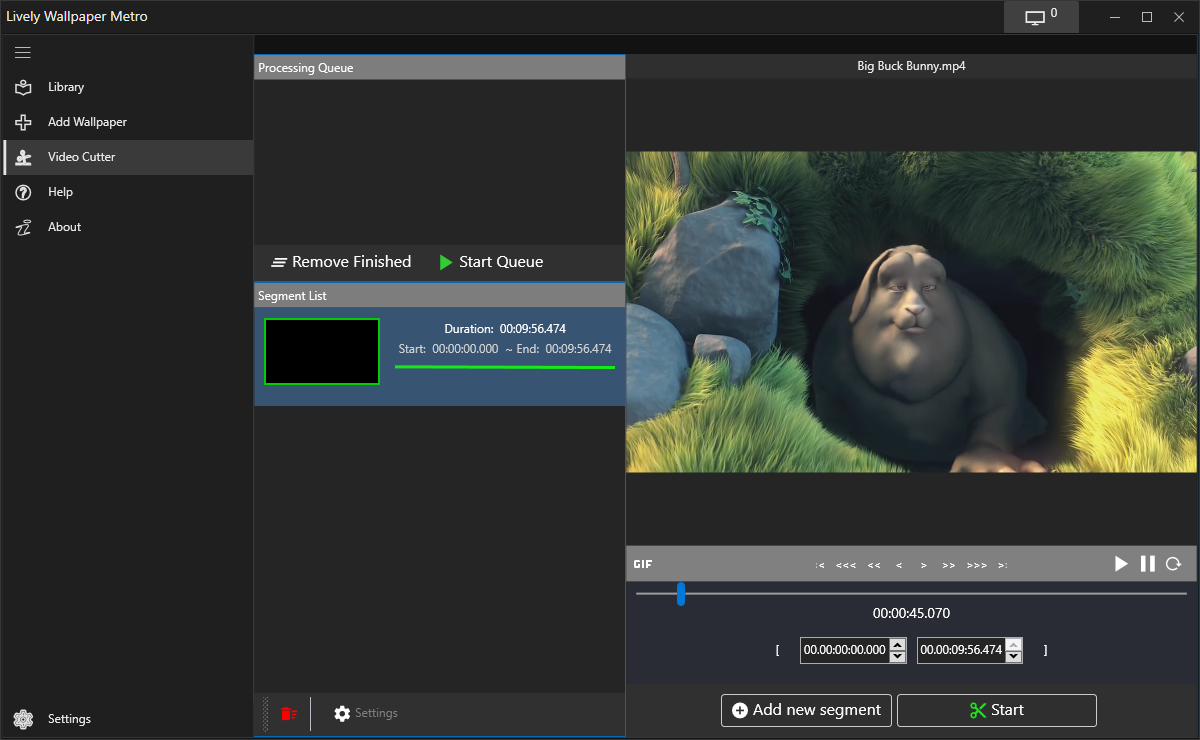 Lively Wallpaper Metro
0
Library
Add Wallpaper
Video Cutter
Help
About
Settings
Processing Queue
Remove Finished
Start Queue
Segment List
Duration: 00:09:56.474
Start: 00:00:00.000 ~ End: 00:09:56.474
Settings
Big Buck Bunny.mp4
GIF :< <<< << < > >> >>> >:
00:00:45.070
[ 00.00:00:00.000 00.00:09:56.474 ]
Add new segment
Start